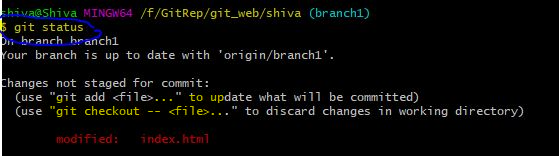 shiva@Shiva MINGW64 /f/GitRep/git_web/shiva (branch1)
$ git status
On branch branch1
Your branch is up to date with 'origin/branch1'.
Changes not staged for commit:
(use "git add <file>..." to update what will be committed)
(use "git checkout -- <file>..." to discard changes in working directory)
modified: index.html